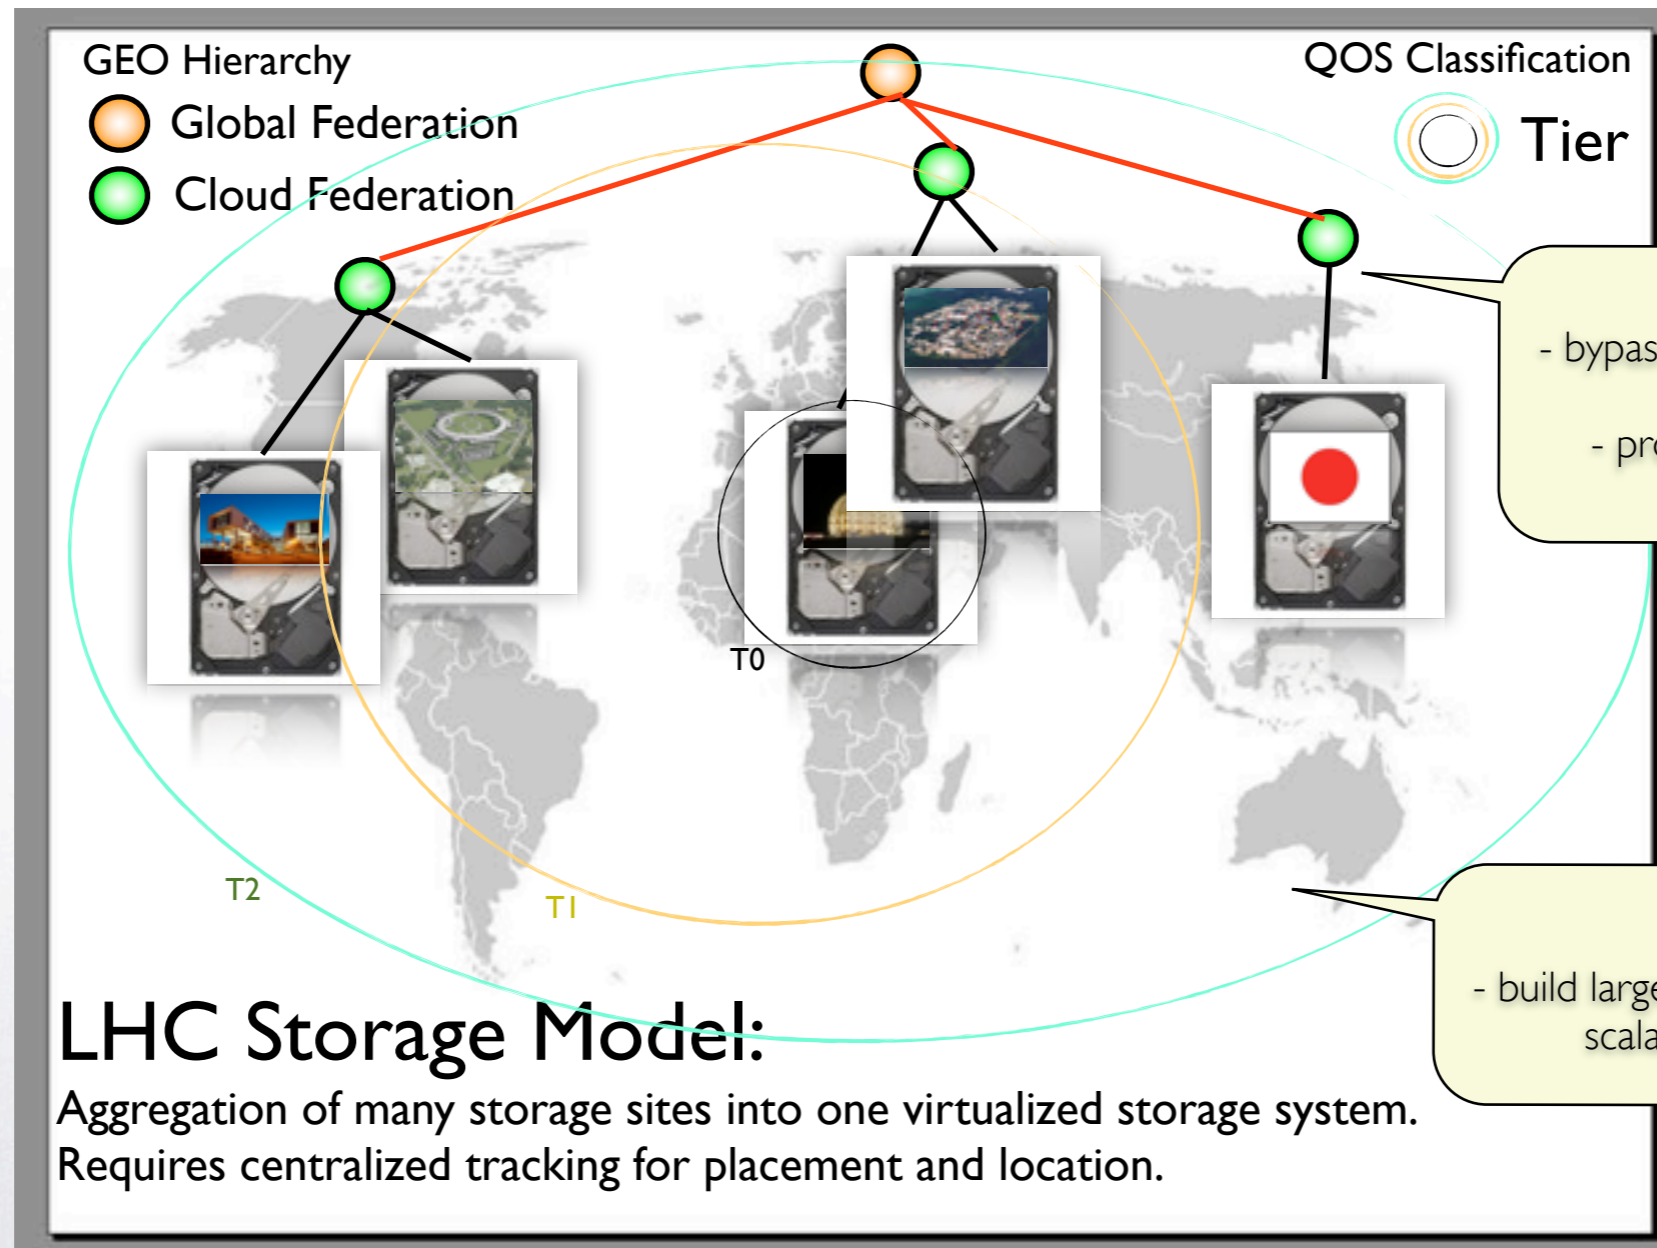 GEO Hierarchy
Global Federation
Cloud Federation
QOS Classification
Tier
- bypas
- pr
T0
T2
T1
- build large
scala
LHC Storage Model:
Aggregation of many storage sites into one virtualized storage system.
Requires centralized tracking for placement and location.